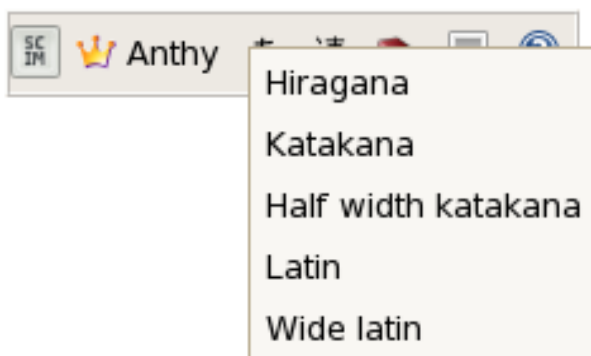 SC
IM
Anthy
Hiragana
Katakana
Half width katakana
Latin
Wide latin